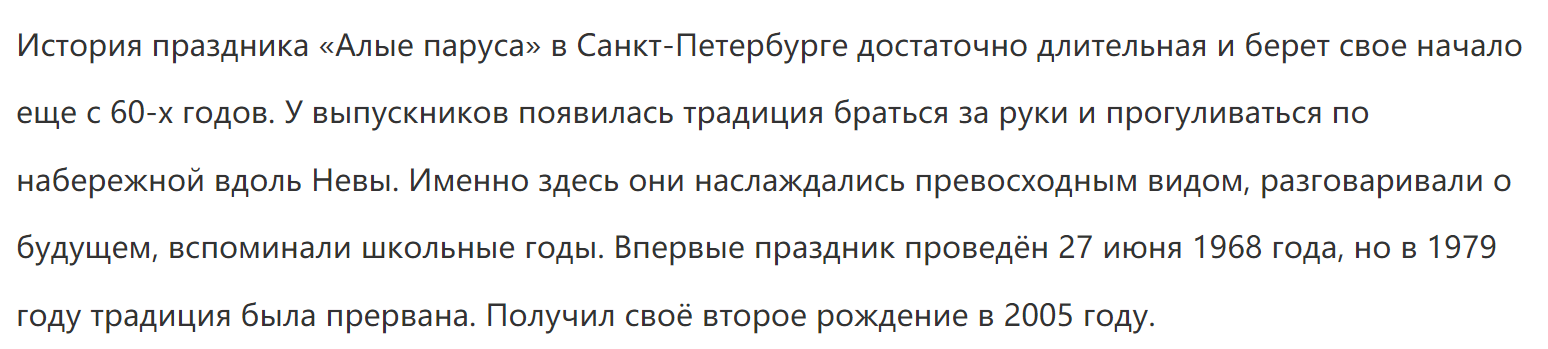 История праздника «Алые паруса» в Санкт-Петербурге достаточно длительная и берет свое начало
еще с 60-х годов. У выпускников появилась традиция браться за руки и прогуливаться по
набережной вдоль Невы. Именно здесь они наслаждались превосходным видом, разговаривали о
будущем, вспоминали школьные годы. Впервые праздник проведён 27 июня 1968 года, но в 1979
году традиция была прервана. Получил своё второе рождение в 2005 году.